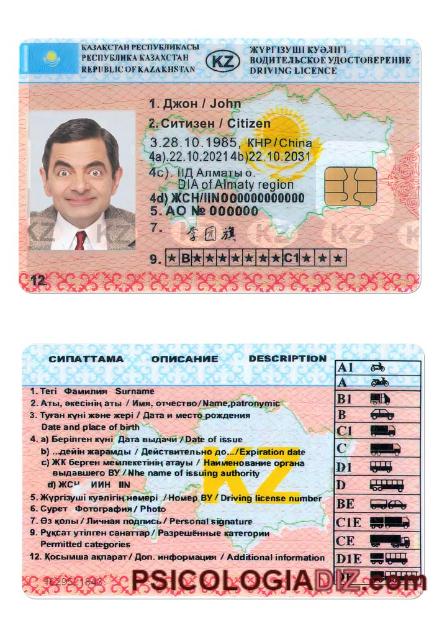 ҚАЗАҚСТАН РЕСПУБЛИКАСЫ
РЕСПУБЛИКА КАЗАХСТАН
REPUBLIC OF KAZAKHSTAN
KZ
ЖҮРГІЗУШІ КУӘЛІГІ
ВОДИТЕЛЬСКОЕ УДОСТОВЕРЕНИЕ
DRIVING LICENCE
1. Джон / John
2. Ситизен / Citizen
3.28.10.1985, КНР/China
4a).22.10.2021 4b)22.10.2031
4c). ІІД Алматы о.
DIA of Almaty region
4d) ЖСН/IIN000000000000
5. AO № 000000
7.
9. ★B★★★★★★★C1★★★
12
KZ KZ KZ KZ KZ
СИПАТТАМА ОПИСАНИЕ DESCRIPTION
1. Тегі Фамилия Surname
2. Аты, әкесінің аты / Имя, отчество / Name,patronymic
3. Туған күні және жері / Дата и место рождения
Date and place of birth
4. a) Берілген күні Дата выдачи / Date of issue
b) ...дейін жарамды / Действительно до.../ Expiration date
c) ЖК берген мемлекетінің атауы / Наименование органа
выдавшего ВУ / Nhe name of issuing authority
d) ЖСН ИИН IIN
5. Жүргізуші куәлігің нөмері / Номер ВУ / Driving license number
6. Сурет Фотография / Photo
7. Өз қолы / Личная подпись / Personal signature
9. Рұқсат утілген санаттар / Разрешённые категории
Permitted categories
12. Қосымша ақпарат / Доп. информация / Additional information
A1
A
B1
B
C1
C
D1
D
BE
C1E
CE
D1E
KZ
PSICOLOGIADIZ.com